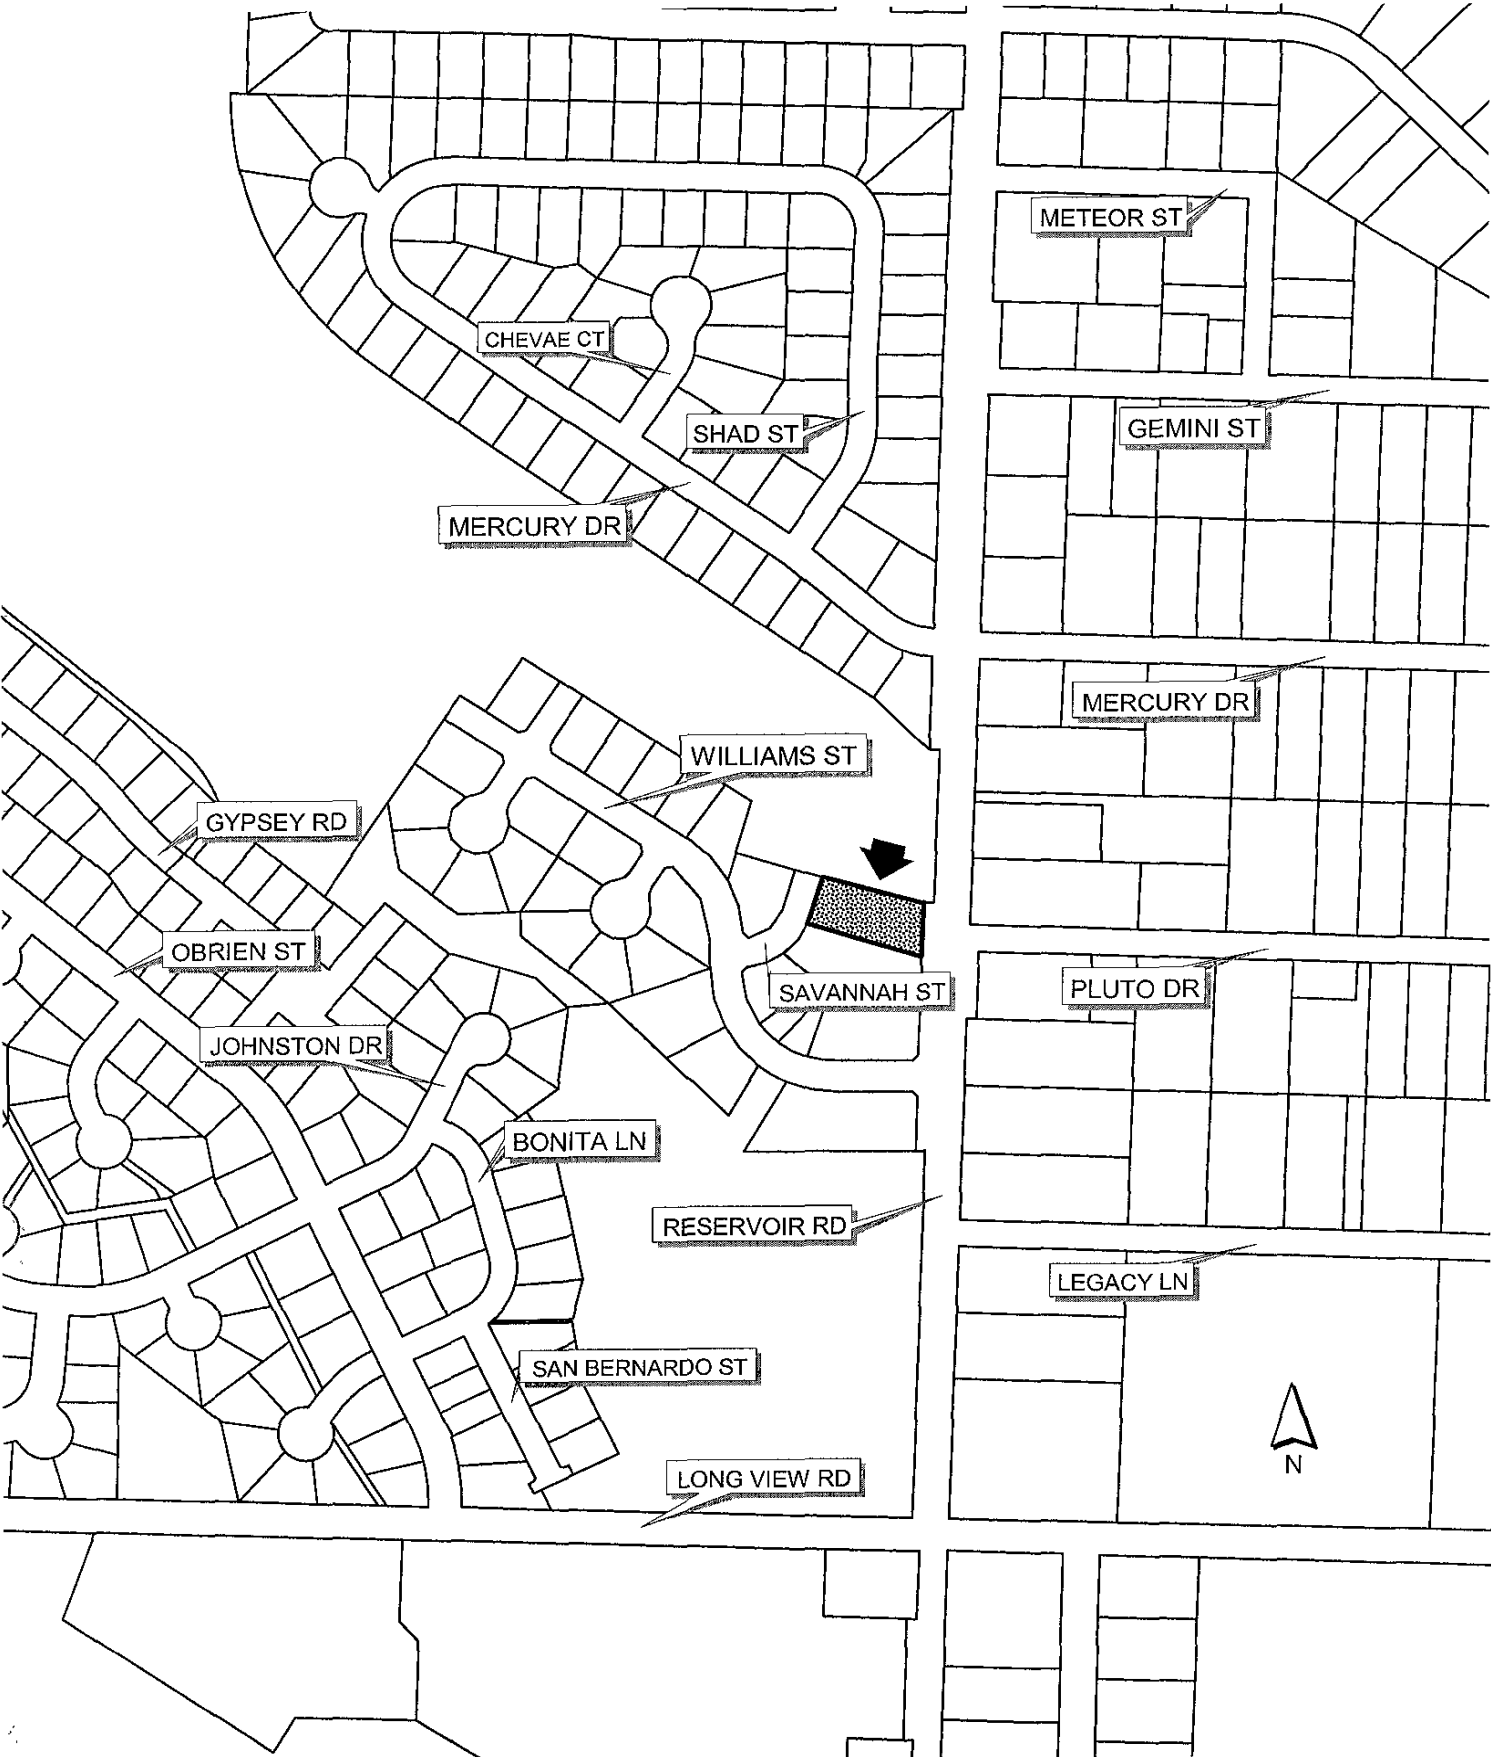 METEOR ST
CHEVAE CT
SHAD ST
GEMINI ST
MERCURY DR
MERCURY DR
WILLIAMS ST
GYPSEY RD
OBRIEN ST
SAVANNAH ST
PLUTO DR
JOHNSTON DR
BONITA LN
RESERVOIR RD
LEGACY LN
SAN BERNARDO ST
N
LONG VIEW RD